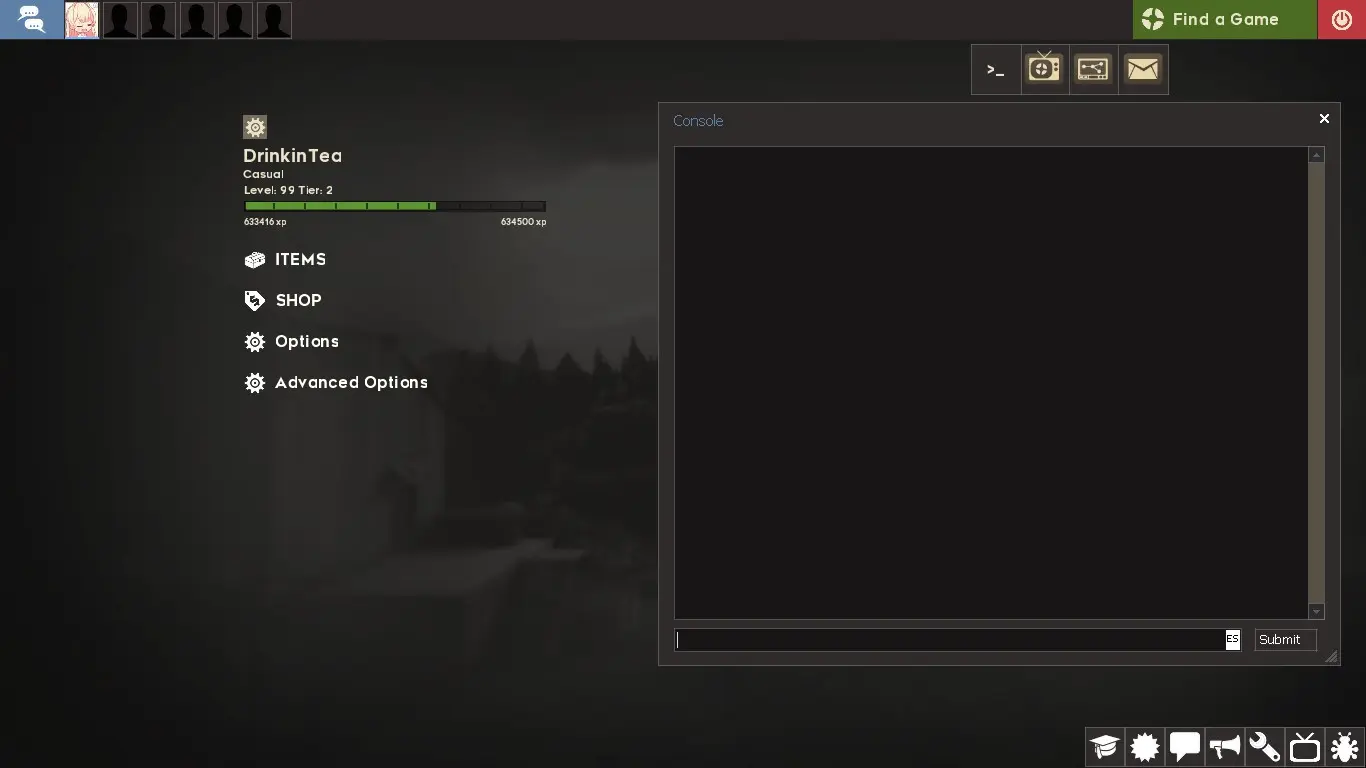 Find a Game
>_
Console
DrinkinTea
Casual
Level: 99 Tier: 2
633416 xp
634500 xp
ITEMS
SHOP
Options
Advanced Options
ES
Submit